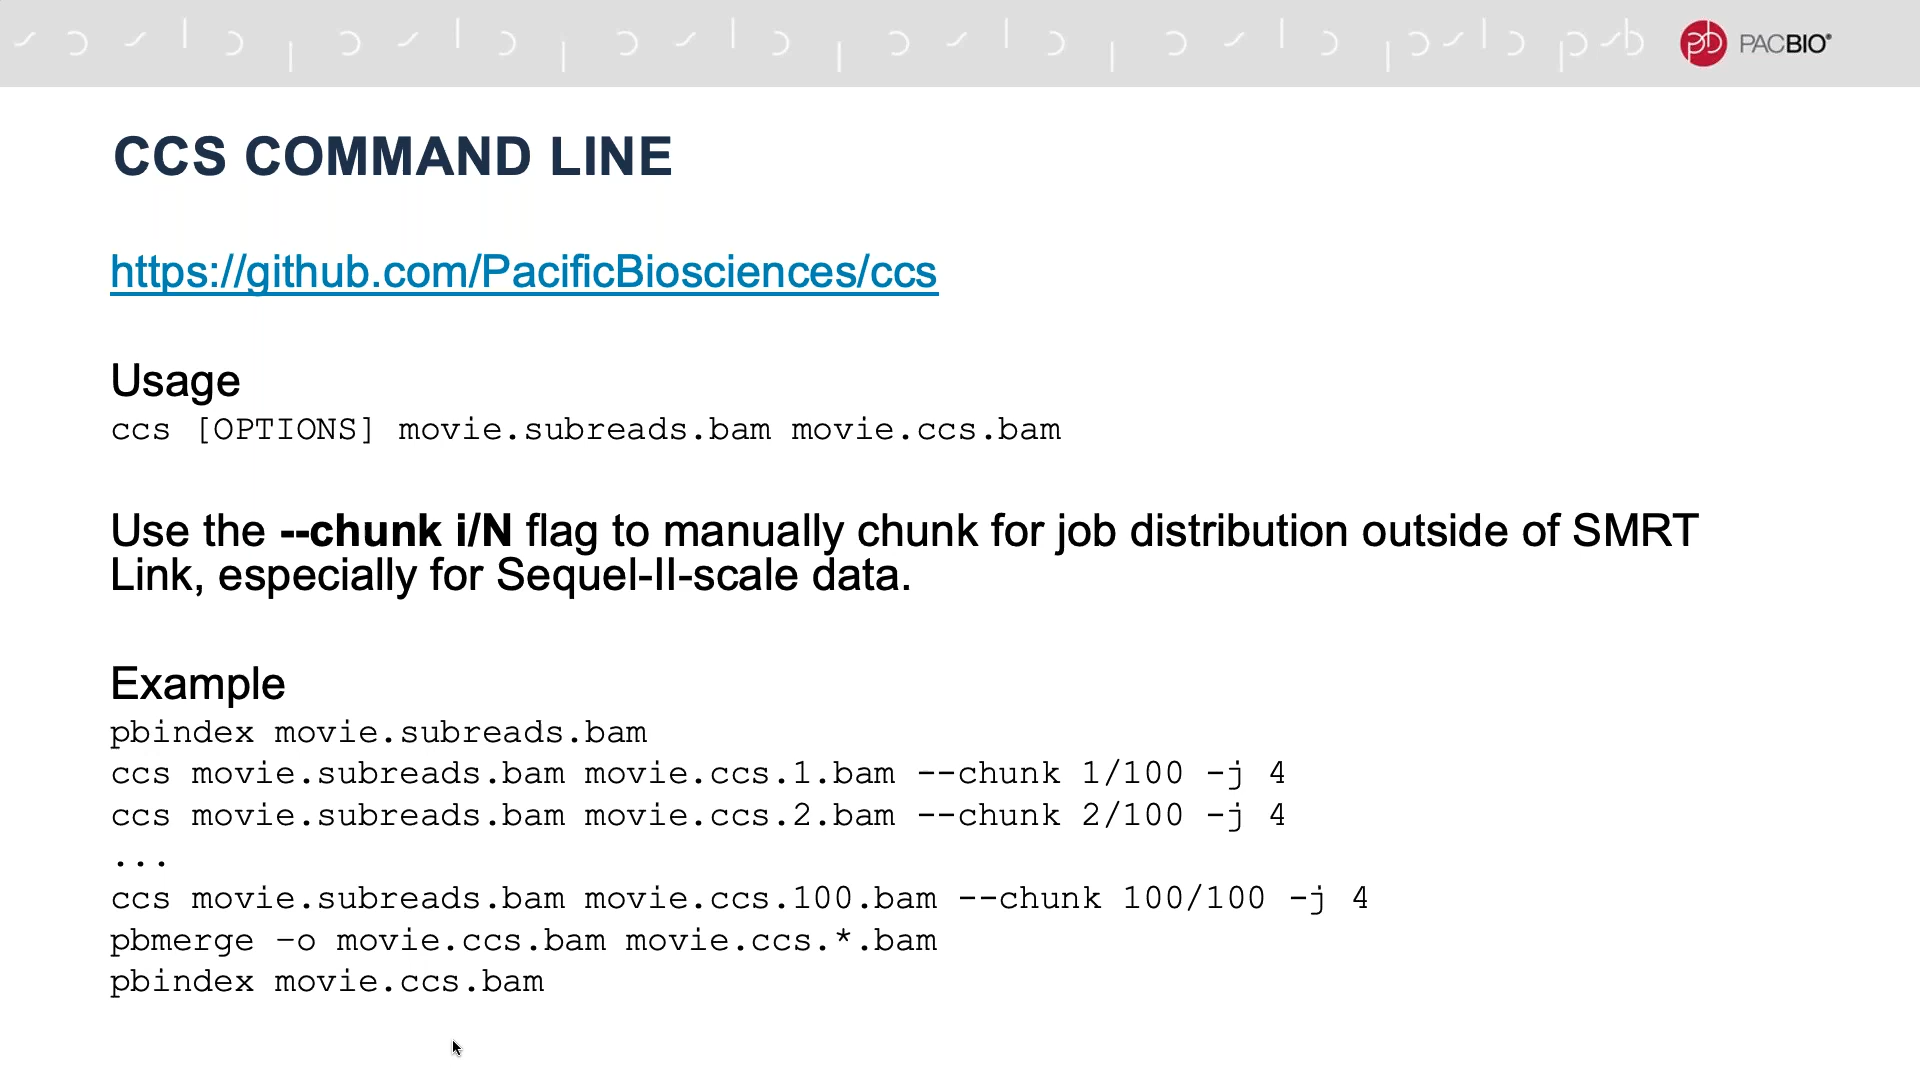 PACBIO®
CCS COMMAND LINE
https://github.com/PacificBiosciences/ccs
Usage
ccs [OPTIONS] movie.subreads.bam movie.ccs.bam
Use the --chunk i/N flag to manually chunk for job distribution outside of SMRT
Link, especially for Sequel-II-scale data.
Example
pbindex movie.subreads.bam
ccs movie.subreads.bam movie.ccs.1.bam --chunk 1/100 -j 4
ccs movie.subreads.bam movie.ccs.2.bam --chunk 2/100 -j 4
...
ccs movie.subreads.bam movie.ccs.100.bam --chunk 100/100 -j 4
pbmerge –o movie.ccs.bam movie.ccs.*.bam
pbindex movie.ccs.bam